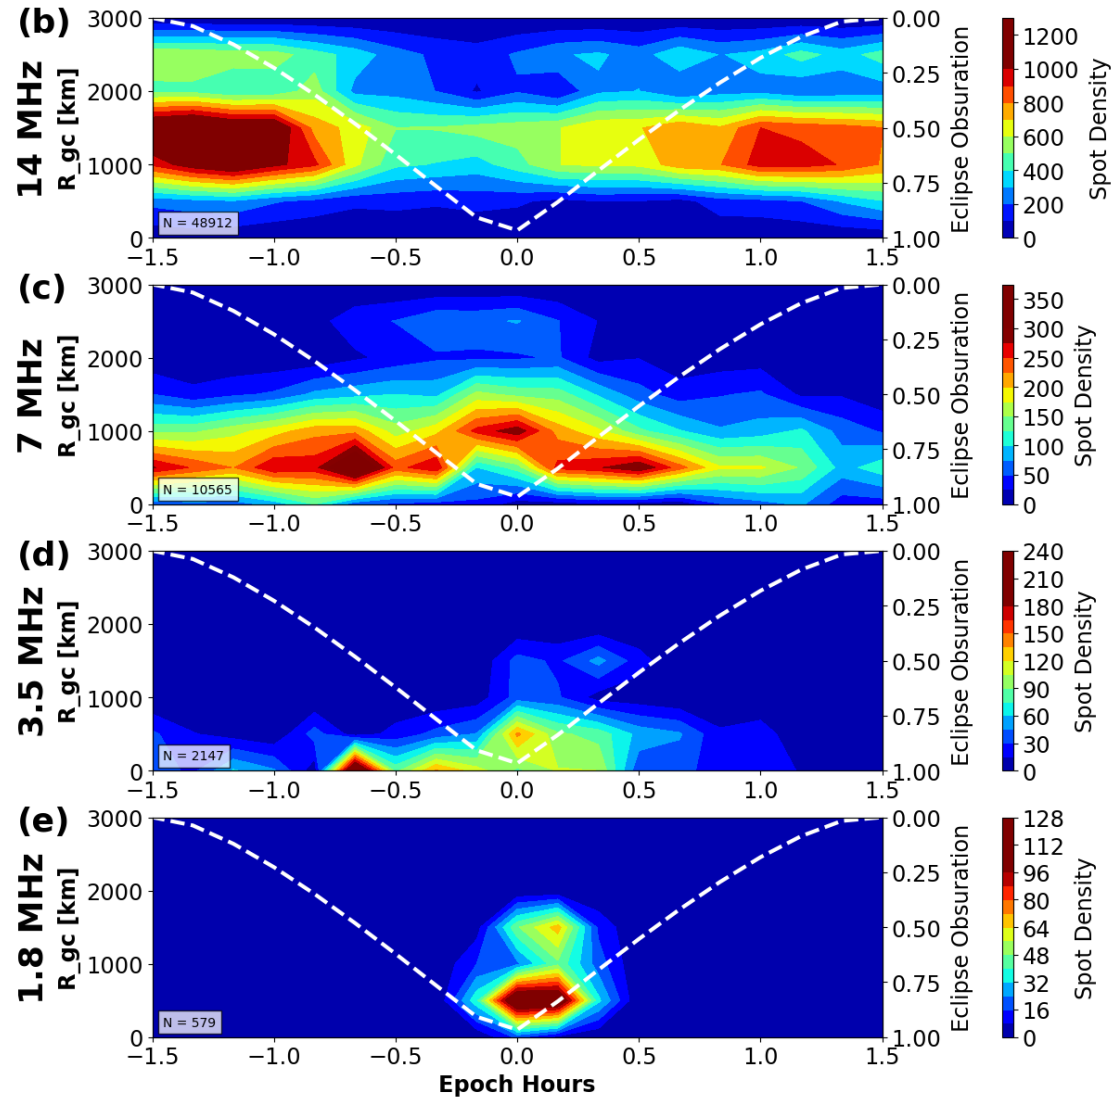 (b)
14 MHz
R_gc [km]
3000
2000
1000
0
N = 48912
−1.5 −1.0 −0.5 0.0 0.5 1.0 1.5
0.00
0.25
0.50
0.75
1.00
Eclipse Obsuration
1200
1000
800
600
400
200
0
Spot Density
(c)
7 MHz
R_gc [km]
3000
2000
1000
0
N = 10565
−1.5 −1.0 −0.5 0.0 0.5 1.0 1.5
0.00
0.25
0.50
0.75
1.00
Eclipse Obsuration
350
300
250
200
150
100
50
0
Spot Density
(d)
3.5 MHz
R_gc [km]
3000
2000
1000
0
N = 2147
−1.5 −1.0 −0.5 0.0 0.5 1.0 1.5
0.00
0.25
0.50
0.75
1.00
Eclipse Obsuration
240
210
180
150
120
90
60
30
0
Spot Density
(e)
1.8 MHz
R_gc [km]
3000
2000
1000
0
N = 579
−1.5 −1.0 −0.5 0.0 0.5 1.0 1.5
0.00
0.25
0.50
0.75
1.00
Eclipse Obsuration
128
112
96
80
64
48
32
16
0
Spot Density
Epoch Hours